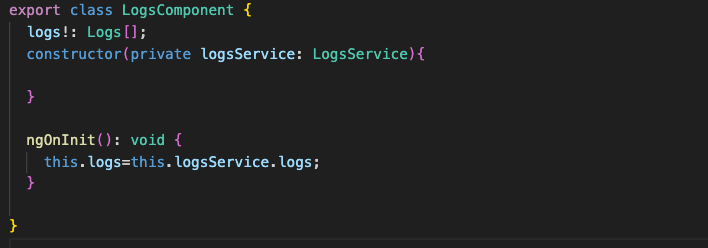 export class LogsComponent {
logs!: Logs[];
constructor(private logsService: LogsService){
}
ngOnInit(): void {
this.logs=this.logsService.logs;
}
}